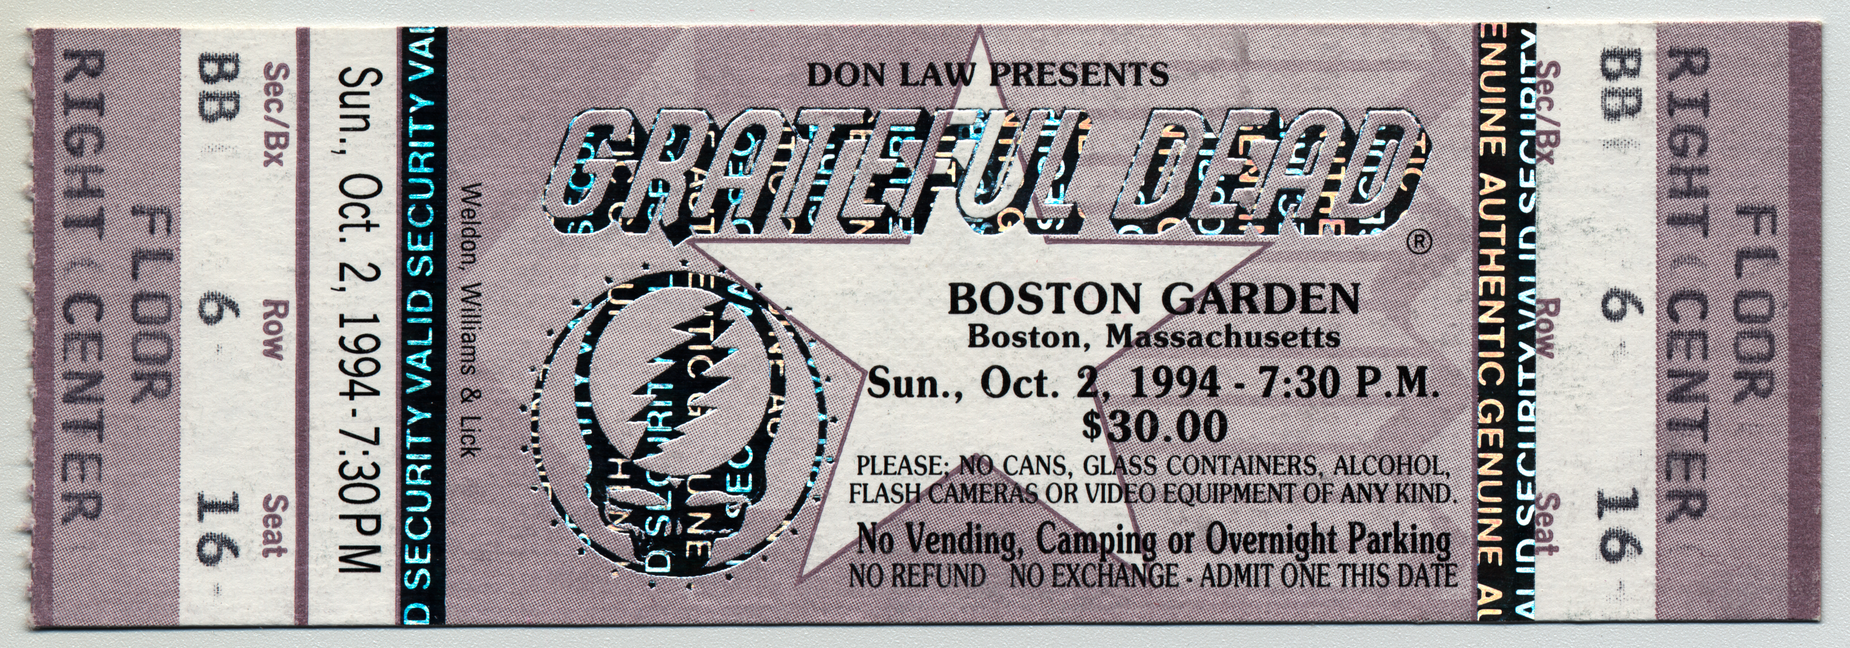 RIGHT CENTER
FLOOR
Sec/Bx Row Seat
BB 6 16
Sun., Oct. 2, 1994 - 7:30PM
D SECURITY VALID SECURITY VALID SECURITY VAL
Weldon, Williams & Lick
DON LAW PRESENTS
GRATEFUL DEAD
®
BOSTON GARDEN
Boston, Massachusetts
Sun., Oct. 2, 1994 - 7:30 P.M.
$30.00
PLEASE: NO CANS, GLASS CONTAINERS, ALCOHOL,
FLASH CAMERAS OR VIDEO EQUIPMENT OF ANY KIND.
No Vending, Camping or Overnight Parking
NO REFUND NO EXCHANGE - ADMIT ONE THIS DATE
ENUINE AUTHENTIC GENUINE AU
Sec/Bx Row Seat
BB 6 16
RIGHT CENTER
FLOOR